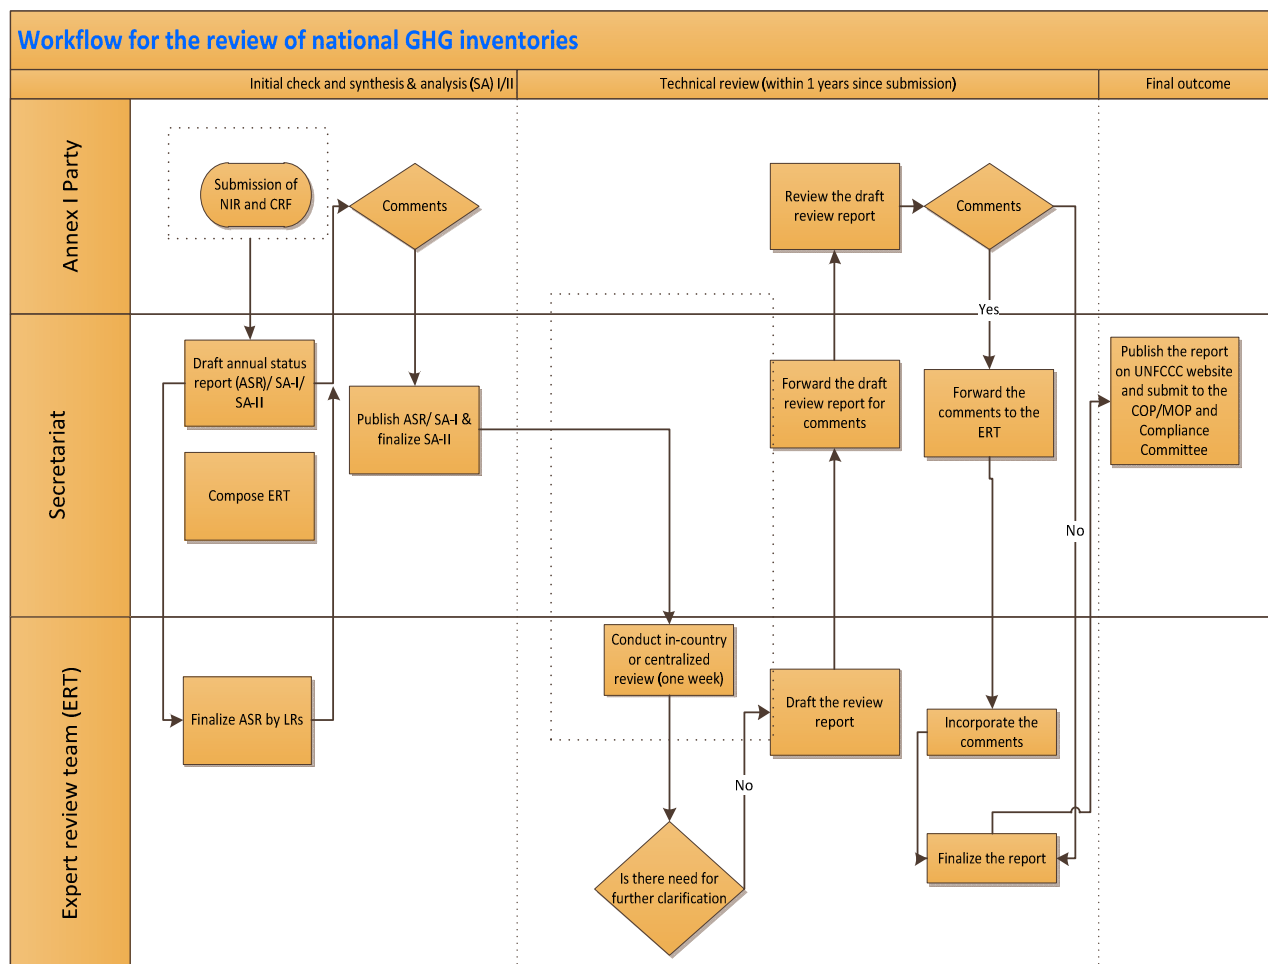 Workflow for the review of national GHG inventories
Initial check and synthesis & analysis (SA) I/II
Technical review (within 1 years since submission)
Final outcome
Annex I Party
Submission of
NIR and CRF
Comments
Review the draft
review report
Comments
Yes
Secretariat
Draft annual status
report (ASR)/ SA-I/
SA-II
Publish ASR/ SA-I &
finalize SA-II
Compose ERT
Forward the draft
review report for
comments
Forward the
comments to the
ERT
Publish the report
on UNFCCC website
and submit to the
COP/MOP and
Compliance
Committee
No
Expert review team (ERT)
Finalize ASR by LRs
Conduct in-country
or centralized
review (one week)
Draft the review
report
No
Is there need for
further clarification
Incorporate the
comments
Finalize the report